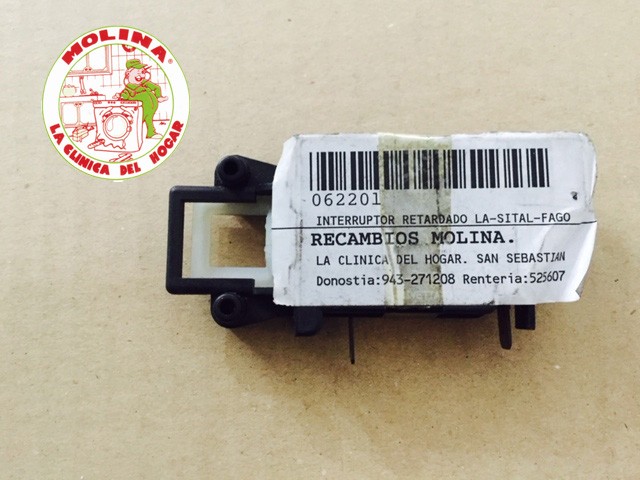 MOLINA
LA CLINICA DEL HOGAR
062201
INTERRUPTOR RETARDADO LA-SITAL-FAGO
RECAMBIOS MOLINA.
LA CLINICA DEL HOGAR. SAN SEBASTIAN
Donostia:943-271208 Renteria:525607